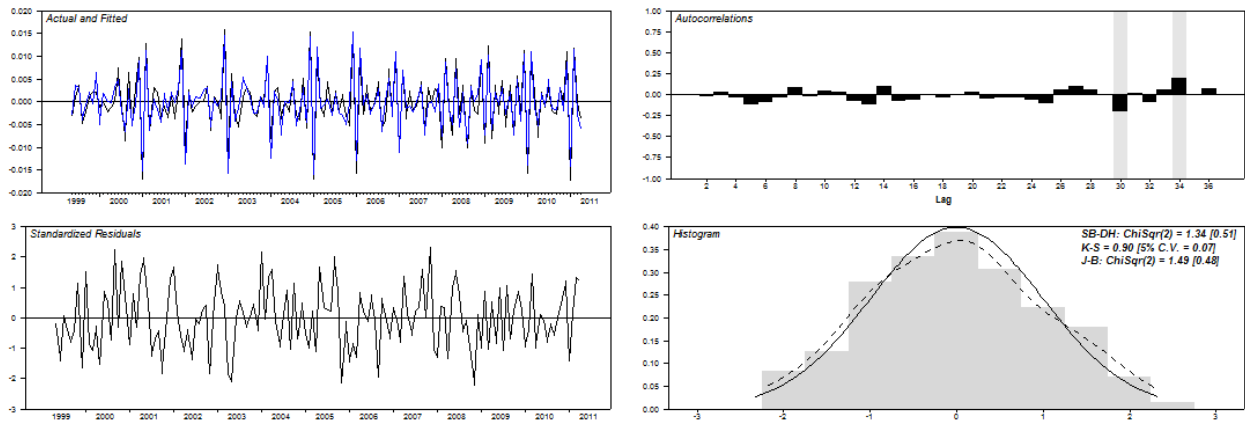 Actual and Fitted
0.020
0.015
0.010
0.005
0.000
-0.005
-0.010
-0.015
-0.020
1999 2000 2001 2002 2003 2004 2005 2006 2007 2008 2009 2010 2011
Autocorrelations
1.00
0.75
0.50
0.25
0.00
-0.25
-0.50
-0.75
-1.00
2 4 6 8 10 12 14 16 18 20 22 24 26 28 30 32 34 36
Lag
Standardized Residuals
3
2
1
0
-1
-2
-3
1999 2000 2001 2002 2003 2004 2005 2006 2007 2008 2009 2010 2011
Histogram
SB-DH: ChiSqr(2) = 1.34 [0.51]
K-S = 0.90 [5% C.V. = 0.07]
J-B: ChiSqr(2) = 1.49 [0.48]
0.40
0.35
0.30
0.25
0.20
0.15
0.10
0.05
0.00
-3 -2 -1 0 1 2 3